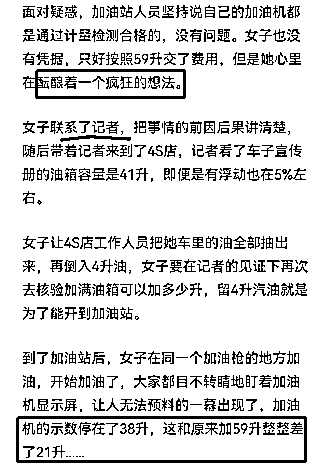 面对疑惑，加油站人员坚持说自己的加油机都
是通过计量检测合格的，没有问题。女子也没
有凭据，只好按照59升交了费用，但是她心里
在酝酿着一个疯狂的想法。
女子联系了记者，把事情的前因后果讲清楚，
随后带着记者来到了4S店，记者看了车子宣传
册的油箱容量是41升，即便是有浮动也在5%左
右。
女子让4S店工作人员把她车里的油全部抽出
来，再倒入4升油，女子要在记者的见证下再次
去核验加满油箱可以加多少升，留4升汽油就是
为了能开到加油站。
到了加油站后，女子在同一个加油枪的地方加
油，开始加油了，大家都目不转睛地盯着加油
机显示屏，让人无法预料的一幕出现了，加油
机的示数停在了38升，这和原来加59升整整差
了21升……